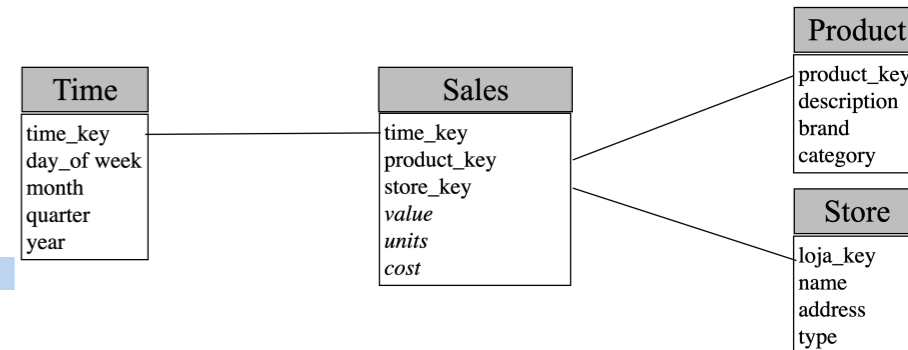 Time
time_key
day_of week
month
quarter
year
Sales
time_key
product_key
store_key
value
units
cost
Product
product_key
description
brand
category
Store
loja_key
name
address
type